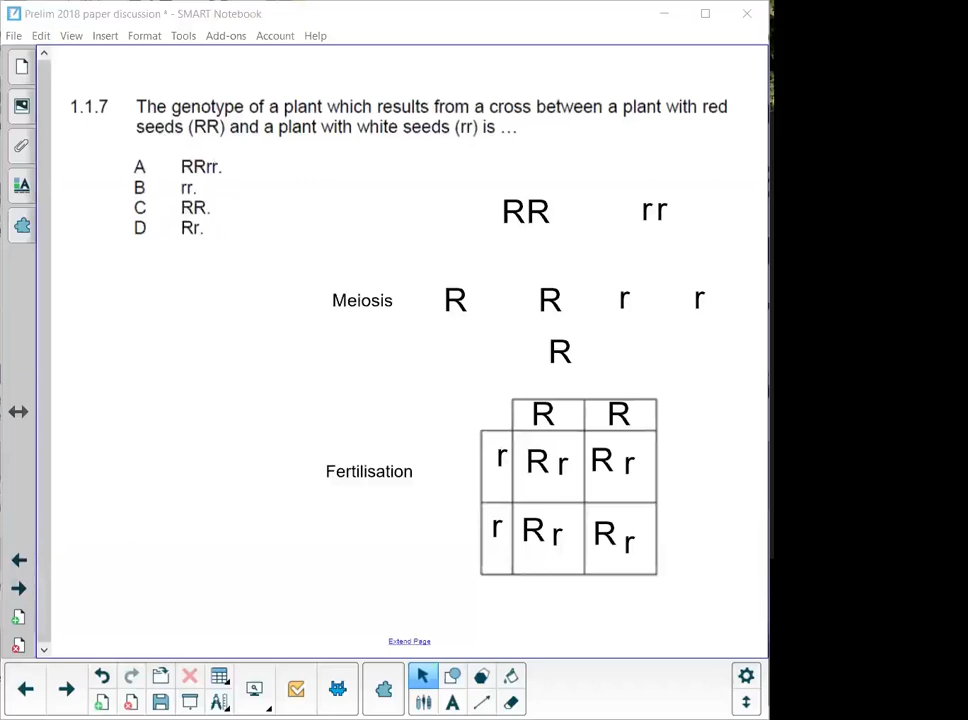 Prelim 2018 paper discussion * - SMART Notebook
File Edit View Insert Format Tools Add-ons Account Help
1.1.7 The genotype of a plant which results from a cross between a plant with red
seeds (RR) and a plant with white seeds (rr) is …
A RRrr.
B rr.
C RR.
D Rr.
RR rr
Meiosis R R r r
R
R R
r Rr Rr
Fertilisation
r Rr Rr
Extend Page